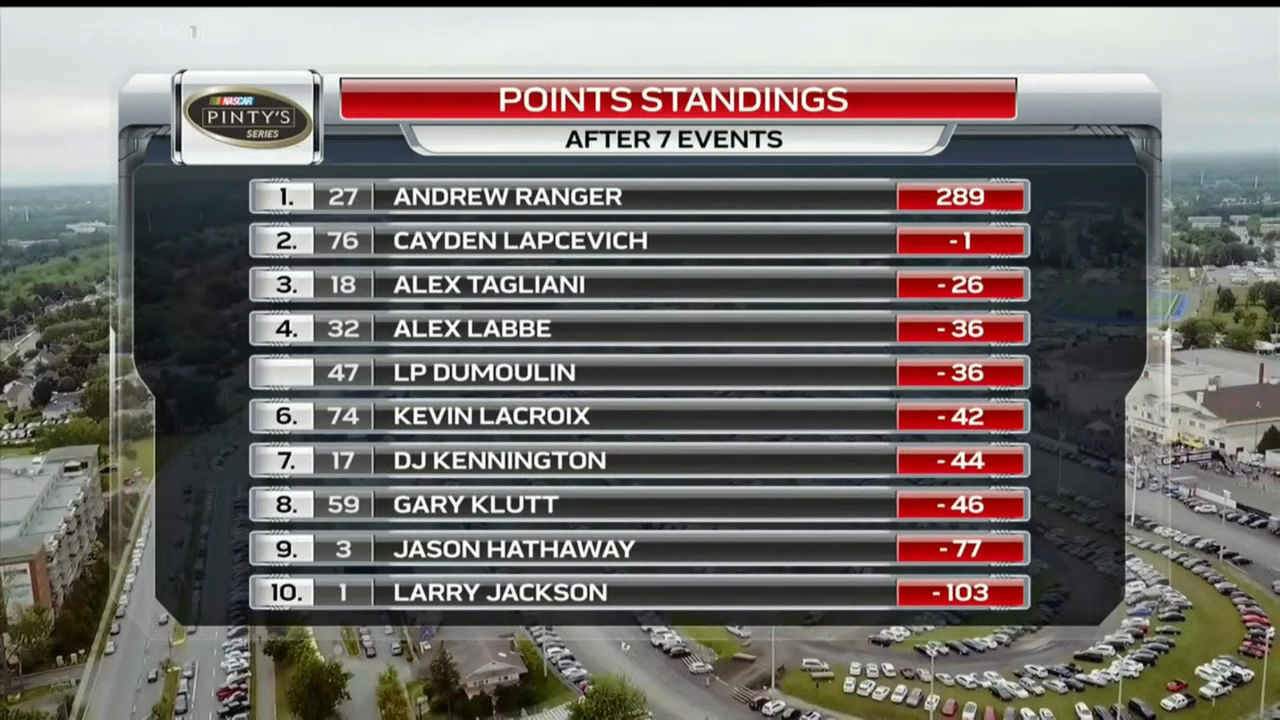 1
NASCAR
PINTY'S
SERIES
POINTS STANDINGS
AFTER 7 EVENTS
1. 27 ANDREW RANGER 289
2. 76 CAYDEN LAPCEVICH - 1
3. 18 ALEX TAGLIANI - 26
4. 32 ALEX LABBE - 36
47 LP DUMOULIN - 36
6. 74 KEVIN LACROIX - 42
7. 17 DJ KENNINGTON - 44
8. 59 GARY KLUTT - 46
9. 3 JASON HATHAWAY - 77
10. 1 LARRY JACKSON - 103